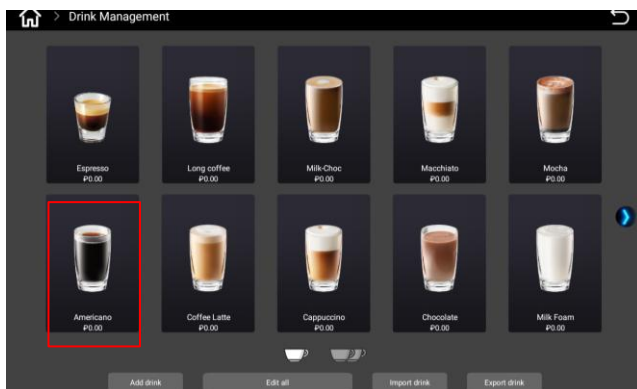 > Drink Management
Espresso
₽0.00
Long coffee
₽0.00
Milk-Choc
₽0.00
Macchiato
₽0.00
Mocha
₽0.00
Americano
₽0.00
Coffee Latte
₽0.00
Cappuccino
₽0.00
Chocolate
₽0.00
Milk Foam
₽0.00
Add drink
Edit all
Import drink
Export drink